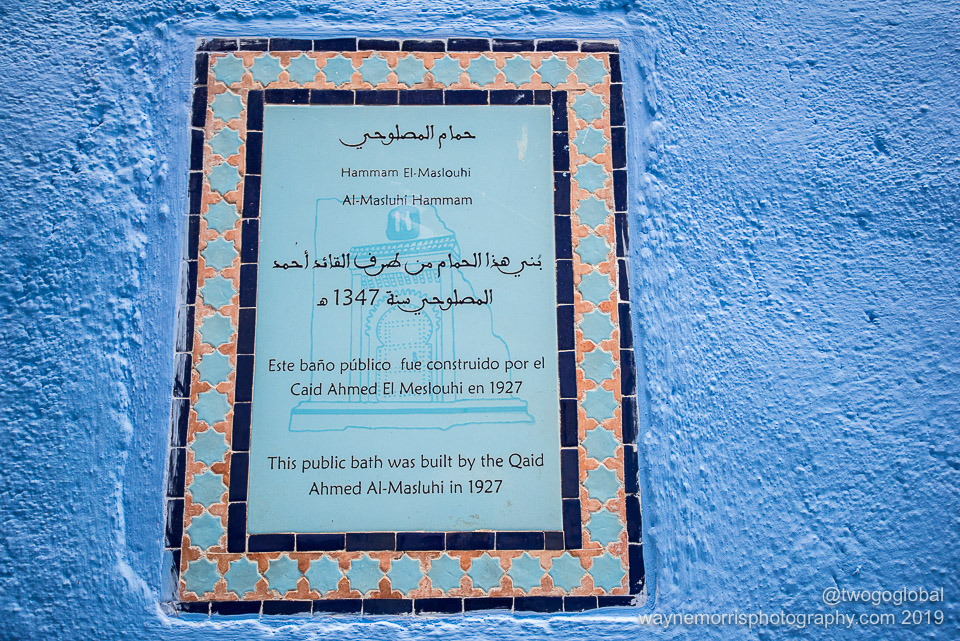 حمام المصلوحي
Hammam El-Maslouhi
Al-Masluhi Hammam
بُني هذا الحمام من طرف القائد أحمد
المصلوحي سنة 1347 ه
Este baño público fue construido por el
Caid Ahmed El Meslouhi en 1927
This public bath was built by the Qaid
Ahmed Al-Masluhi in 1927
@twogoglobal
waynemorrisphotography.com 2019